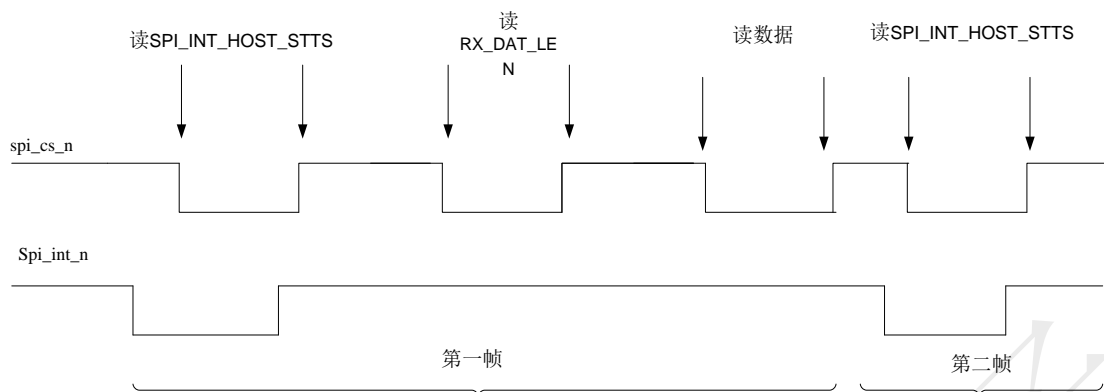 读SPI_INT_HOST_STTS
读
RX_DAT_LE
N
读数据
读SPI_INT_HOST_STTS
spi_cs_n
Spi_int_n
第一帧
第二帧